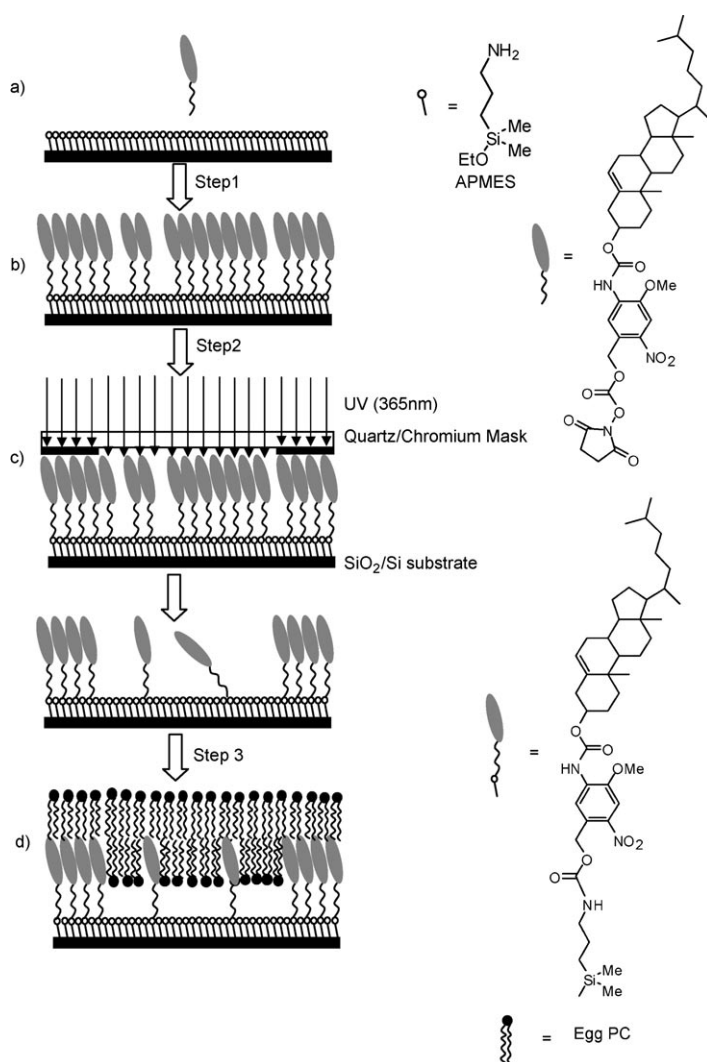 a)
Step1
b)
Step2
UV (365nm)
Quartz/Chromium Mask
c)
SiO₂/Si substrate
Step 3
d)
=
NH₂
Me
Si
Me
EtO
APMES
=
O
O
HN
OMe
NO₂
O
O
O
O
N
O
O
=
O
O
HN
OMe
NO₂
O
O
NH
Me
Si
Me
= Egg PC